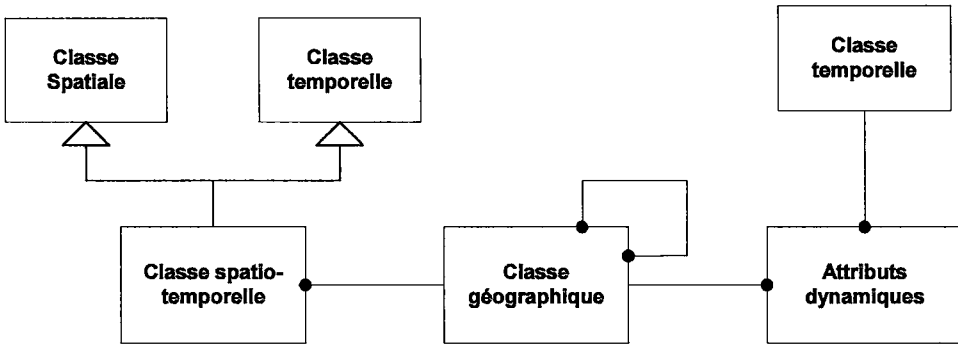 Classe
Spatiale
Classe
temporelle
Classe
temporelle
Classe spatio-
temporelle
Classe
géographique
Attributs
dynamiques